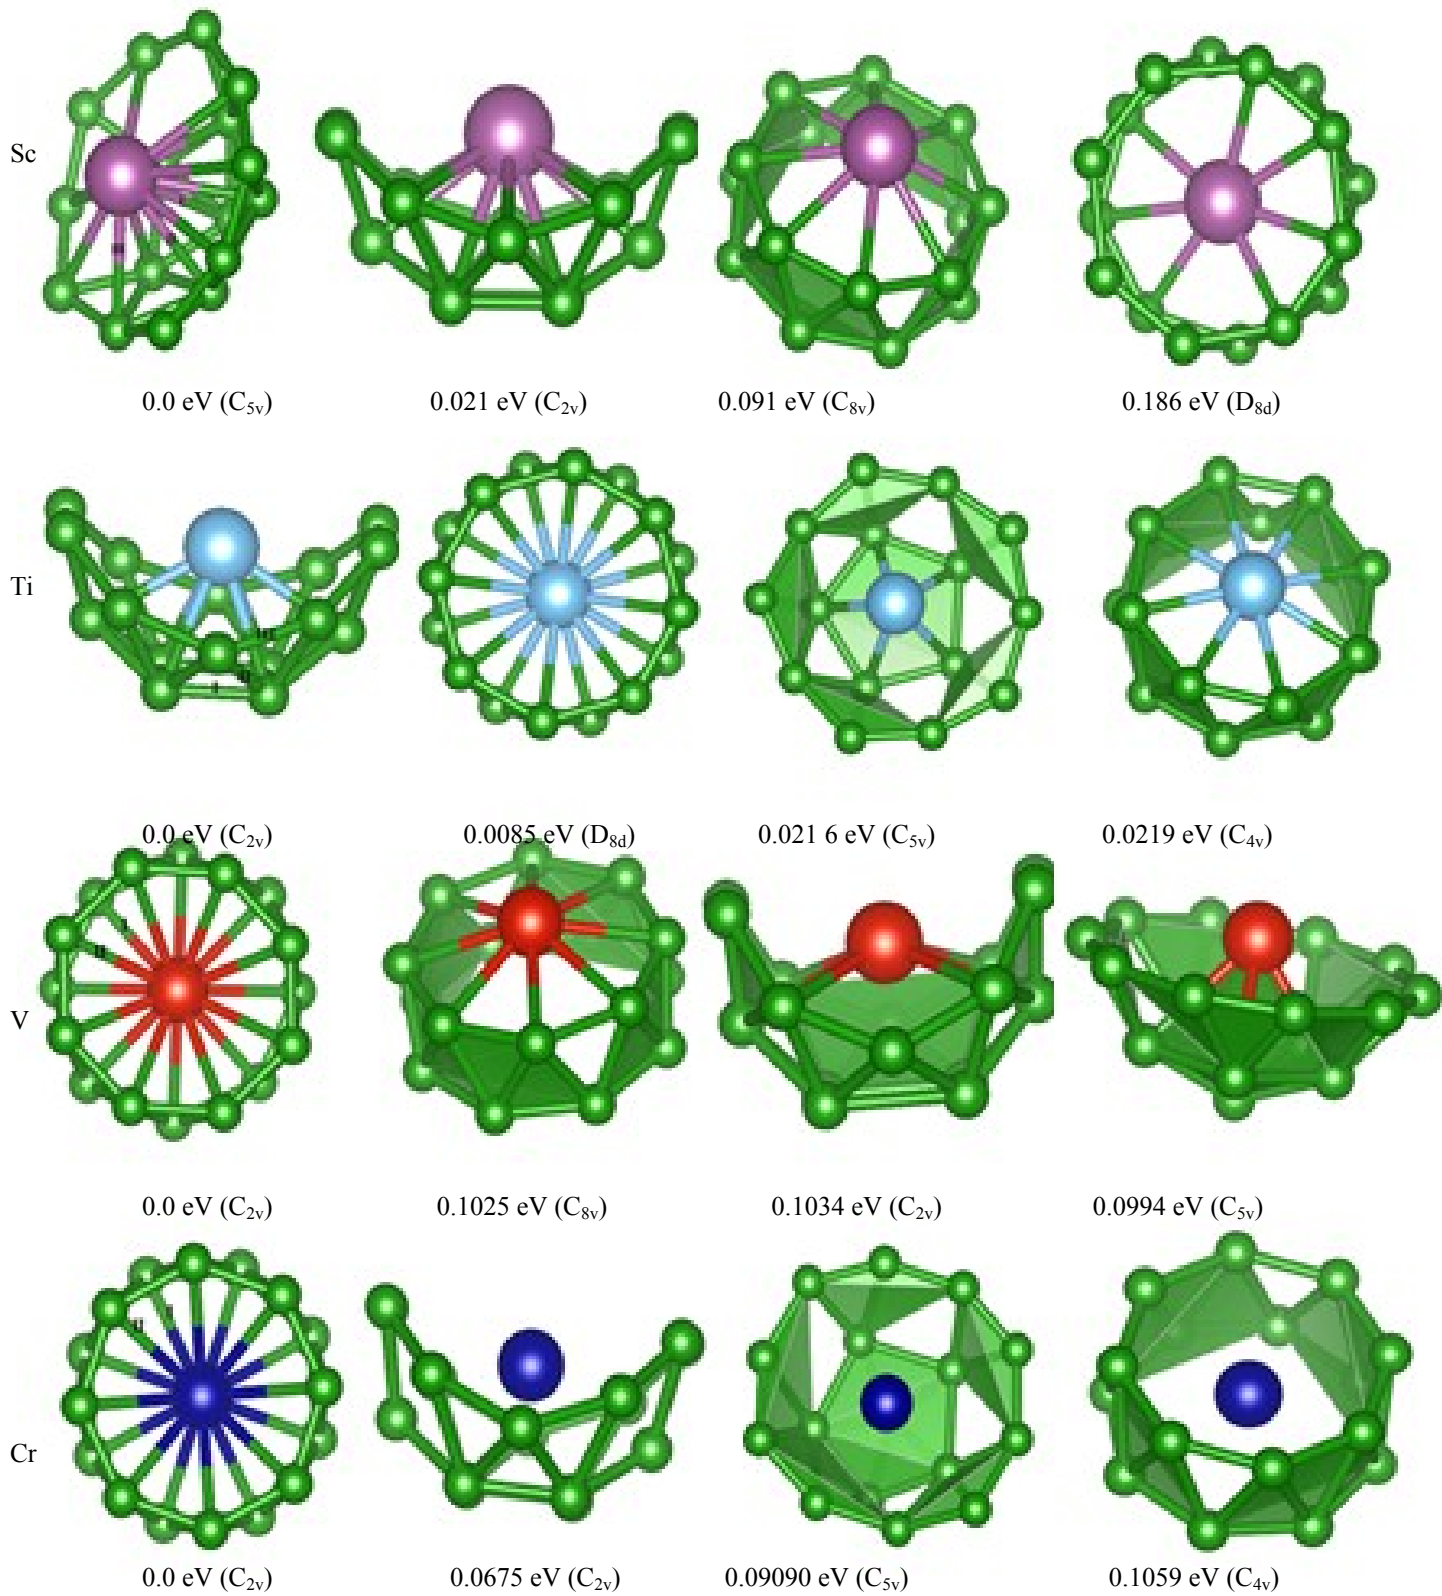 Sc
0.0 eV (C5v) 0.021 eV (C2v) 0.091 eV (C8v) 0.186 eV (D8d)
Ti
0.0 eV (C2v) 0.0085 eV (D8d) 0.021 6 eV (C5v) 0.0219 eV (C4v)
V
0.0 eV (C2v) 0.1025 eV (C8v) 0.1034 eV (C2v) 0.0994 eV (C5v)
Cr
0.0 eV (C2v) 0.0675 eV (C2v) 0.09090 eV (C5v) 0.1059 eV (C4v)